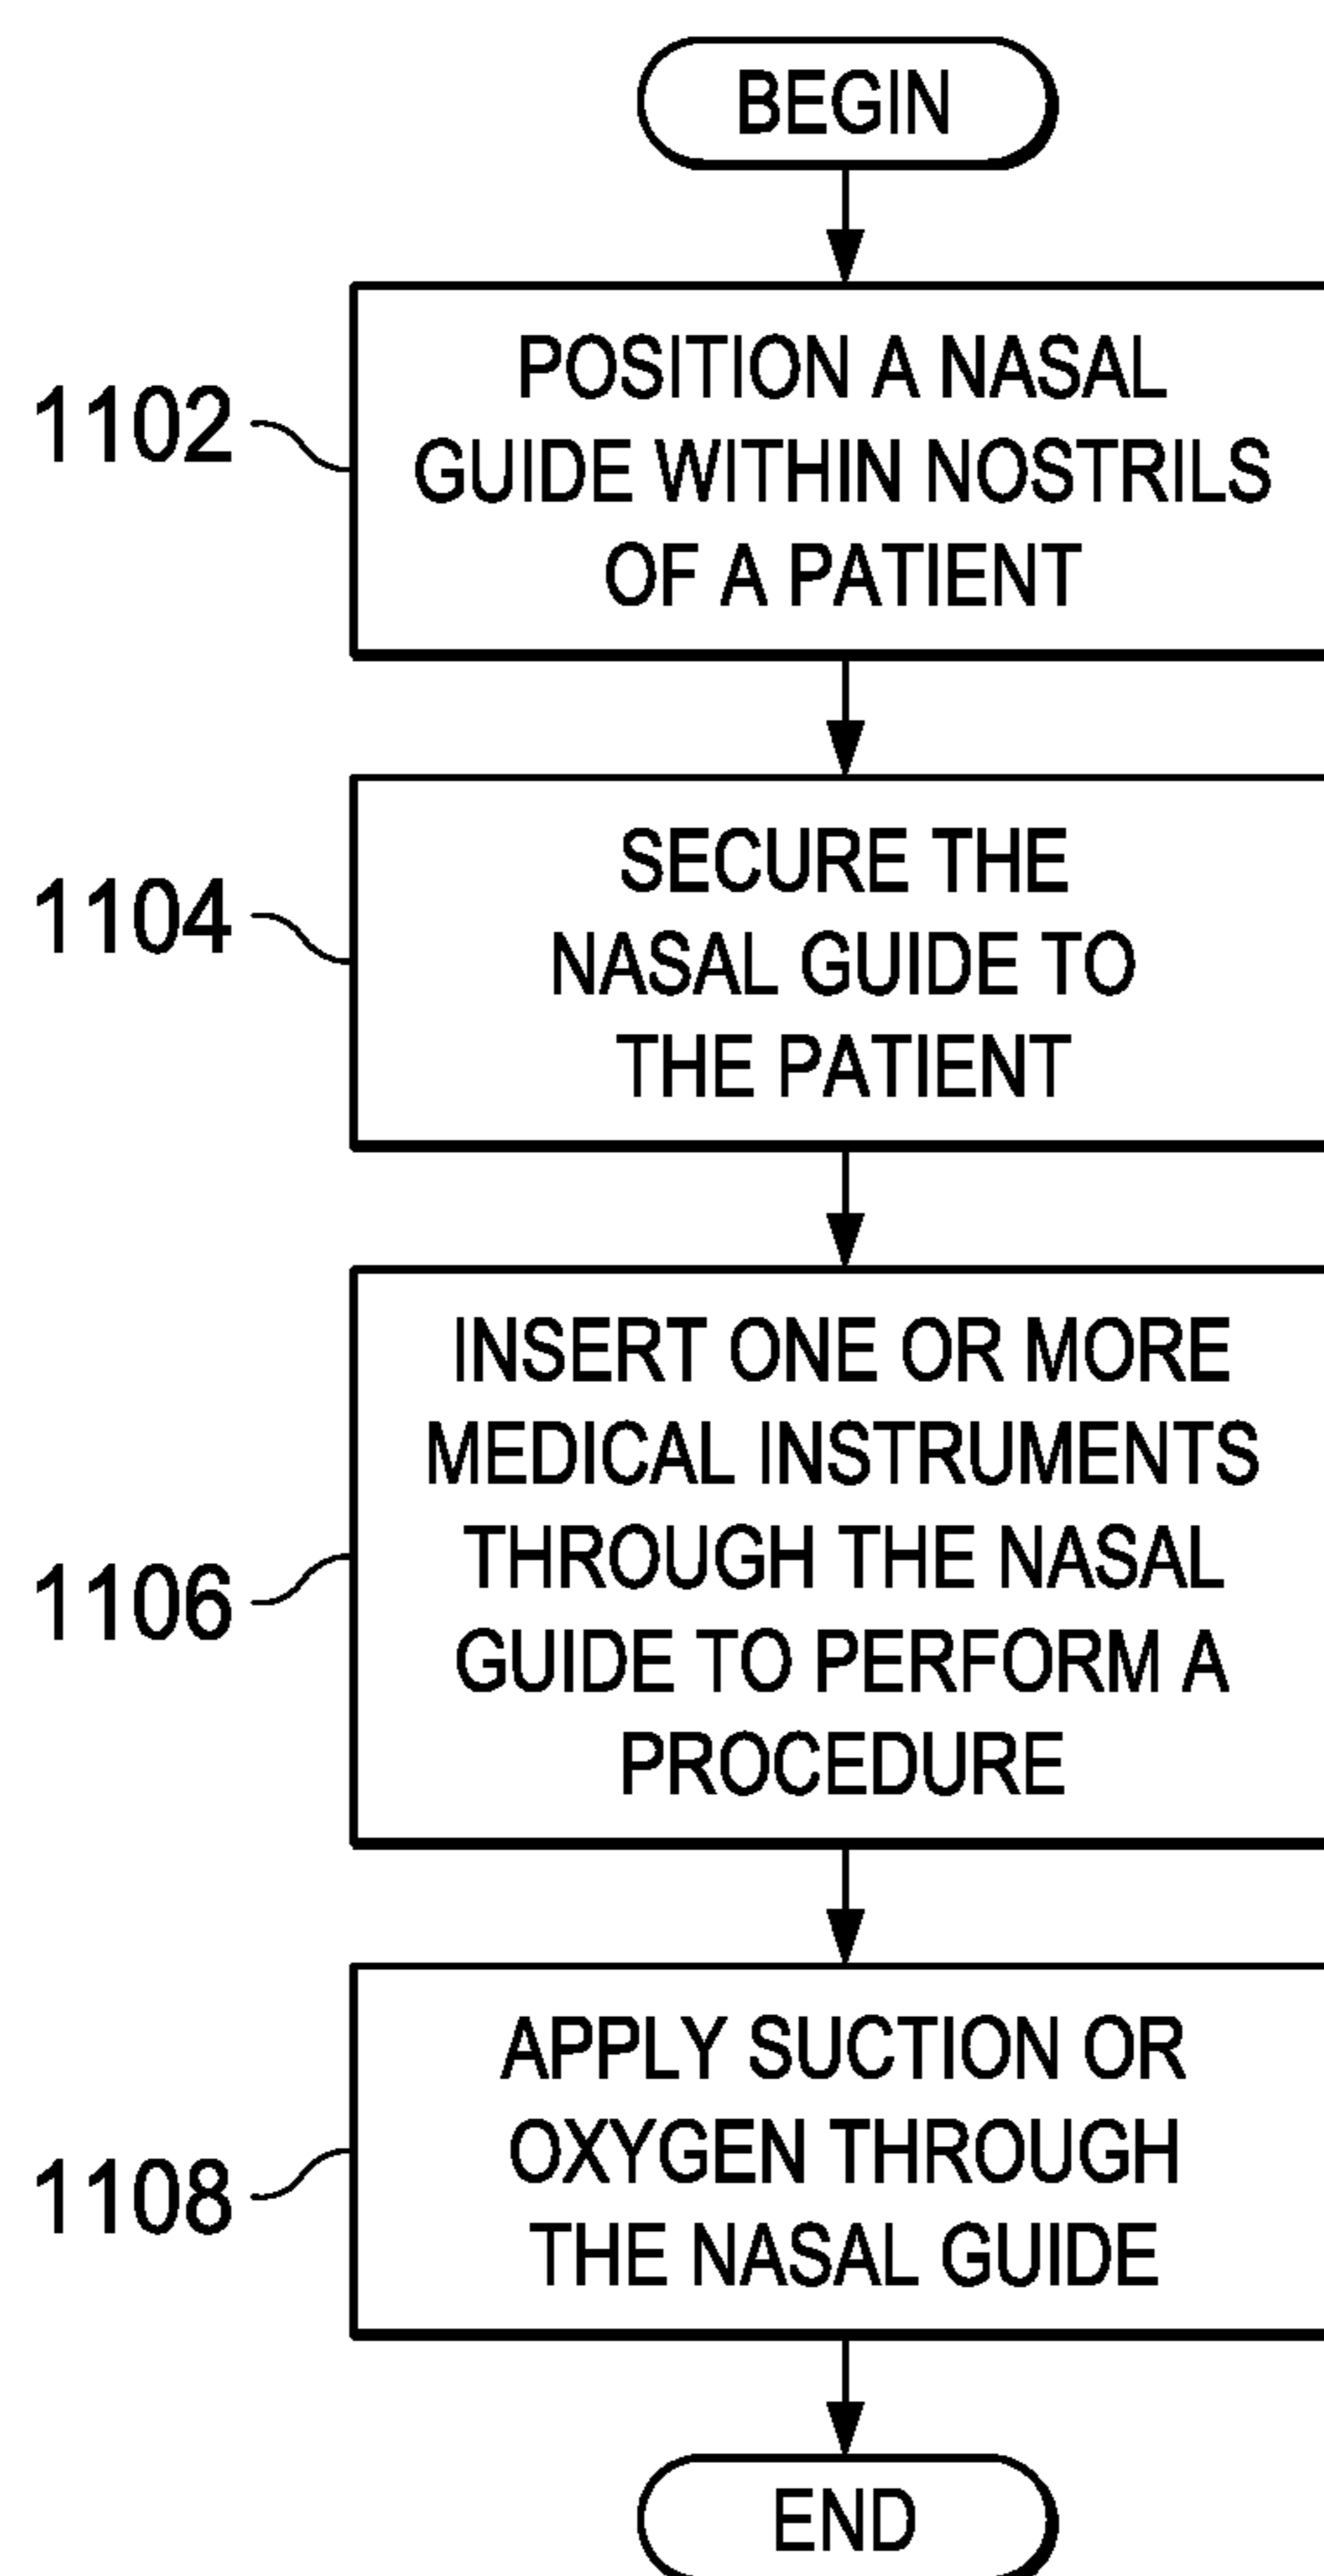 BEGIN
1102
POSITION A NASAL
GUIDE WITHIN NOSTRILS
OF A PATIENT
1104
SECURE THE
NASAL GUIDE TO
THE PATIENT
1106
INSERT ONE OR MORE
MEDICAL INSTRUMENTS
THROUGH THE NASAL
GUIDE TO PERFORM A
PROCEDURE
1108
APPLY SUCTION OR
OXYGEN THROUGH
THE NASAL GUIDE
END